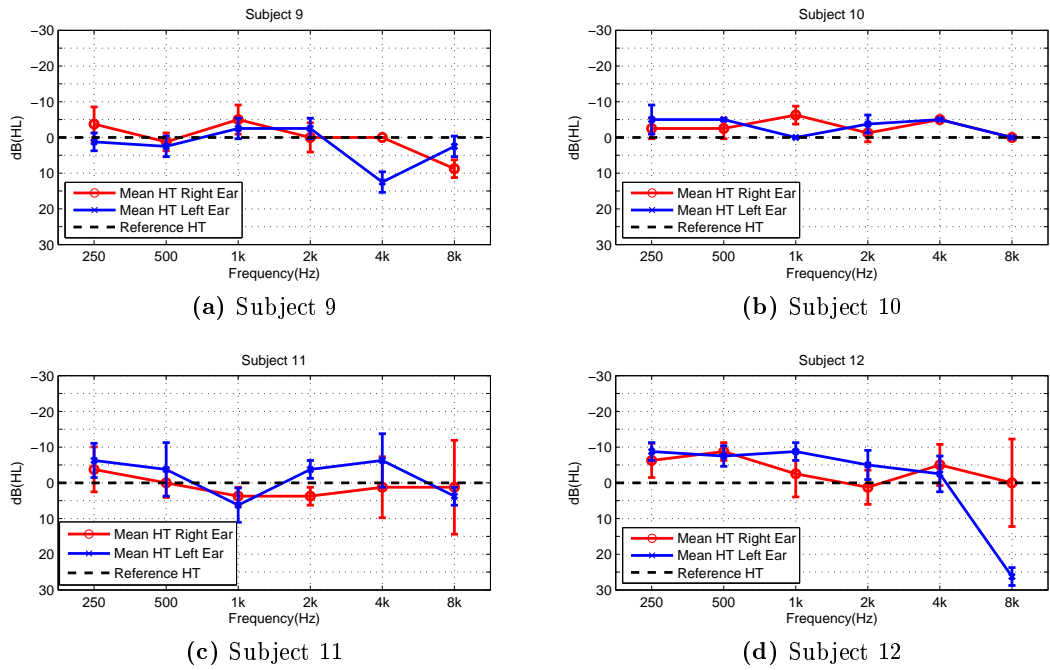 Subject 9
−30
−20
−10
0
10
20
30
dB(HL)
Mean HT Right Ear
Mean HT Left Ear
Reference HT
250 500 1k 2k 4k 8k
Frequency(Hz)
(a) Subject 9
Subject 10
−30
−20
−10
0
10
20
30
dB(HL)
Mean HT Right Ear
Mean HT Left Ear
Reference HT
250 500 1k 2k 4k 8k
Frequency(Hz)
(b) Subject 10
Subject 11
−30
−20
−10
0
10
20
30
dB(HL)
Mean HT Right Ear
Mean HT Left Ear
Reference HT
250 500 1k 2k 4k 8k
Frequency(Hz)
(c) Subject 11
Subject 12
−30
−20
−10
0
10
20
30
dB(HL)
Mean HT Right Ear
Mean HT Left Ear
Reference HT
250 500 1k 2k 4k 8k
Frequency(Hz)
(d) Subject 12